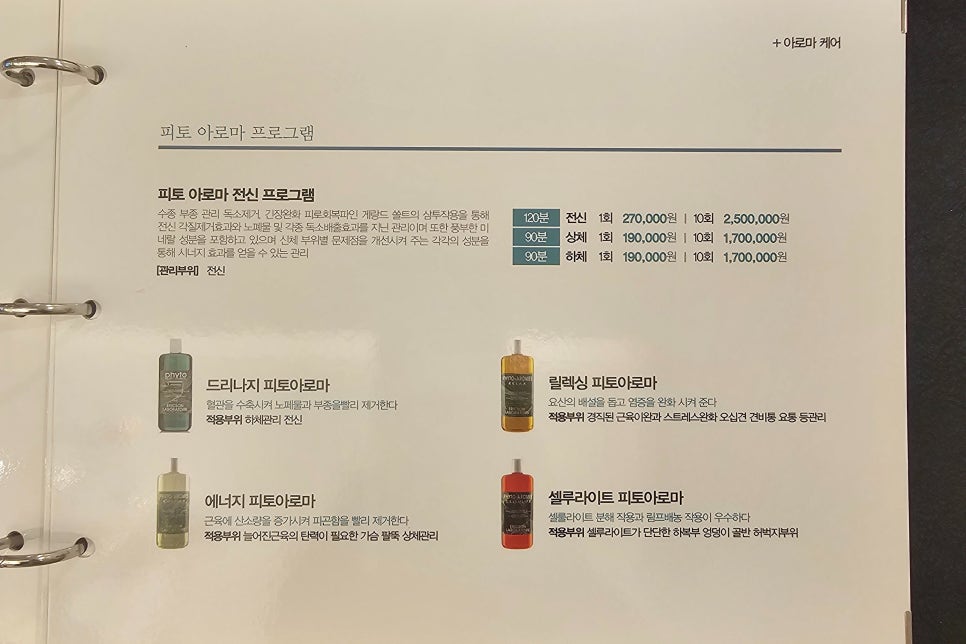 + 아로마 케어
피토 아로마 프로그램
피토 아로마 전신 프로그램
수종 부종 관리 독소제거, 긴장완화 피로회복파인 게랑드 쏠트의 삼투작용을 통해
전신 각질제거효과와 노폐물 및 각종 독소배출효과를 지닌 관리이며 또한 풍부한 미
네랄 성분을 포함하고 있으며 신체 부위별 문제점을 개선시켜 주는 각각의 성분을
통해 시너지 효과를 얻을 수 있는 관리
[관리부위] 전신
120분 전신 1회 270,000원 | 10회 2,500,000원
90분 상체 1회 190,000원 | 10회 1,700,000원
90분 하체 1회 190,000원 | 10회 1,700,000원
phyto
드리나지 피토아로마
혈관을 수축시켜 노폐물과 부종을빨리 제거한다
적용부위 하체관리 전신
PHYTO-AROMES
RELAX
릴렉싱 피토아로마
요산의 배설을 돕고 염증을 완화 시켜 준다
적용부위 경직된 근육이완과 스트레스완화 오십견 견비통 요통 등관리
에너지 피토아로마
근육에 산소량을 증가시켜 피곤함을 빨리 제거한다
적용부위 늘어진근육의 탄력이 필요한 가슴 팔뚝 상체관리
셀루라이트 피토아로마
셀룰라이트 분해 작용과 림프배농 작용이 우수하다
적용부위 셀루라이트가 단단한 하복부 엉덩이 골반 허벅지부위